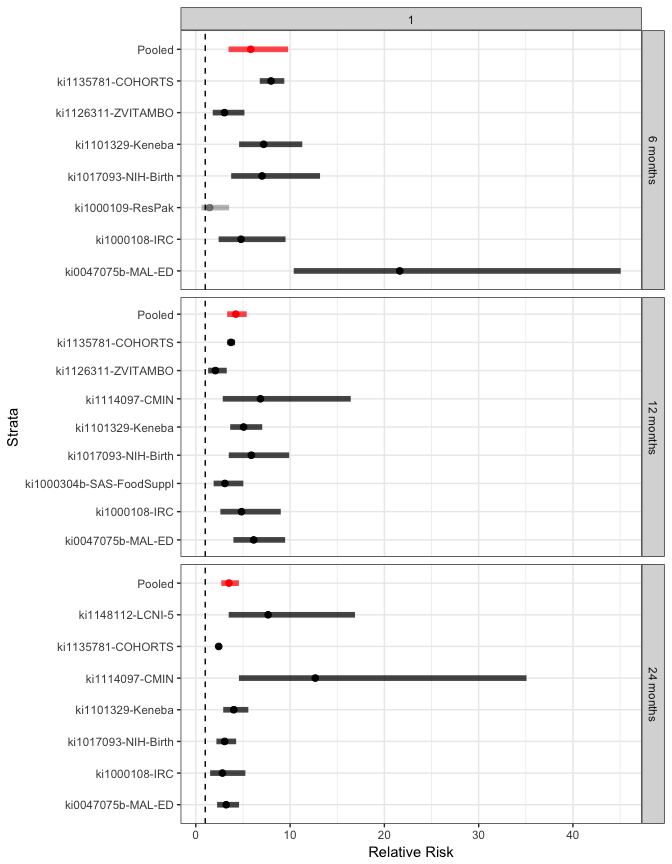 1
Pooled
ki1135781-COHORTS
ki1126311-ZVITAMBO
ki1101329-Keneba
ki1017093-NIH-Birth
ki1000109-ResPak
ki1000108-IRC
ki0047075b-MAL-ED
6 months
Pooled
ki1135781-COHORTS
ki1126311-ZVITAMBO
ki1114097-CMIN
ki1101329-Keneba
ki1017093-NIH-Birth
ki1000304b-SAS-FoodSuppl
ki1000108-IRC
ki0047075b-MAL-ED
12 months
Pooled
ki1148112-LCNI-5
ki1135781-COHORTS
ki1114097-CMIN
ki1101329-Keneba
ki1017093-NIH-Birth
ki1000108-IRC
ki0047075b-MAL-ED
24 months
Strata
0 10 20 30 40
Relative Risk